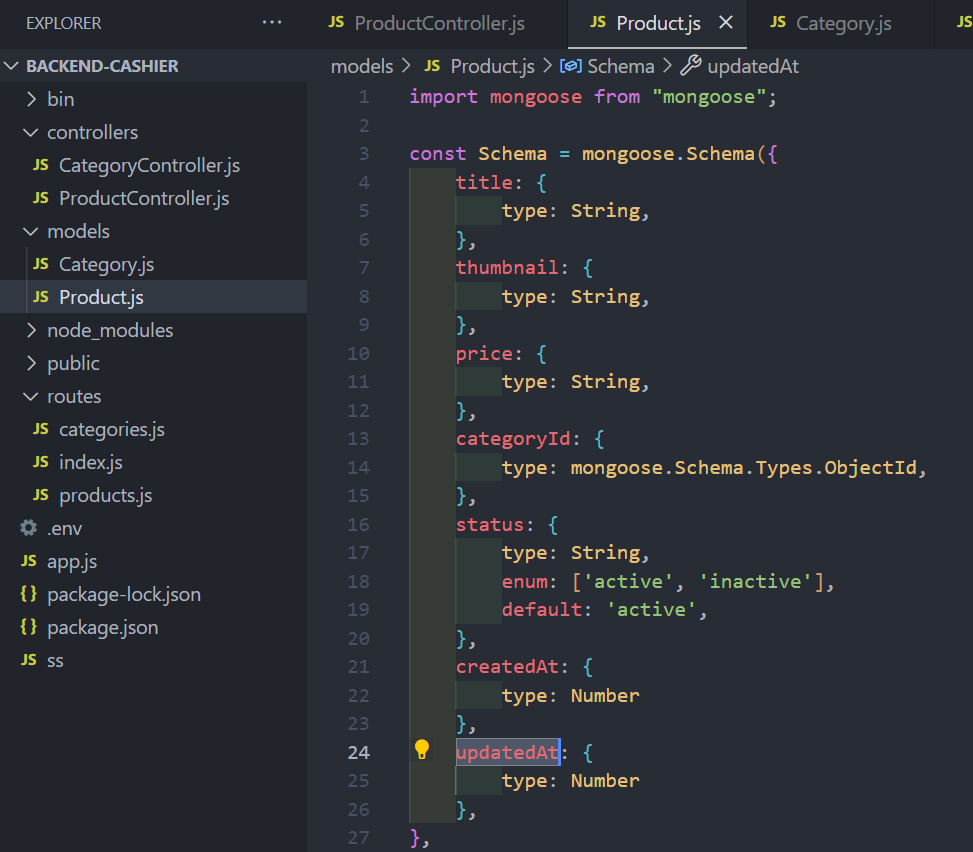 EXPLORER ...
BACKEND-CASHIER
bin
controllers
JS CategoryController.js
JS ProductController.js
models
JS Category.js
JS Product.js
node_modules
public
routes
JS categories.js
JS index.js
JS products.js
.env
JS app.js
{} package-lock.json
{} package.json
JS ss
JS ProductController.js JS Product.js × JS Category.js JS
models > JS Product.js > Schema > updatedAt
1 import mongoose from "mongoose";
2
3 const Schema = mongoose.Schema({
4 title: {
5 type: String,
6 },
7 thumbnail: {
8 type: String,
9 },
10 price: {
11 type: String,
12 },
13 categoryId: {
14 type: mongoose.Schema.Types.ObjectId,
15 },
16 status: {
17 type: String,
18 enum: ['active', 'inactive'],
19 default: 'active',
20 },
21 createdAt: {
22 type: Number
23 },
24 updatedAt: {
25 type: Number
26 },
27 },